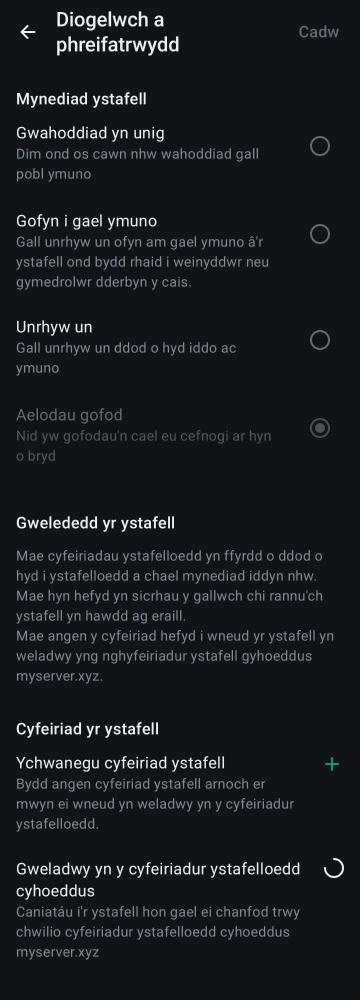 Diogelwch a
phreifatrwydd
Cadw
Mynediad ystafell
Gwahoddiad yn unig
Dim ond os cawn nhw wahoddiad gall
pobl ymuno
Gofyn i gael ymuno
Gall unrhyw un ofyn am gael ymuno â'r
ystafell ond bydd rhaid i weinyddwr neu
gymedrolwr dderbyn y cais.
Unrhyw un
Gall unrhyw un ddod o hyd iddo ac
ymuno
Aelodau gofod
Nid yw gofodau'n cael eu cefnogi ar hyn
o bryd
Gwelededd yr ystafell
Mae cyfeiriadau ystafelloedd yn ffyrdd o ddod o
hyd i ystafelloedd a chael mynediad iddyn nhw.
Mae hyn hefyd yn sicrhau y gallwch chi rannu'ch
ystafell yn hawdd ag eraill.
Mae angen y cyfeiriad hefyd i wneud yr ystafell yn
weladwy yng nghyfeiriadur ystafell gyhoeddus
myserver.xyz.
Cyfeiriad yr ystafell
Ychwanegu cyfeiriad ystafell
Bydd angen cyfeiriad ystafell arnoch er
mwyn ei wneud yn weladwy yn y cyfeiriadur
ystafelloedd.
Gweladwy yn y cyfeiriadur ystafelloedd
cyhoeddus
Caniatáu i'r ystafell hon gael ei chanfod trwy
chwilio cyfeiriadur ystafelloedd cyhoeddus
myserver.xyz